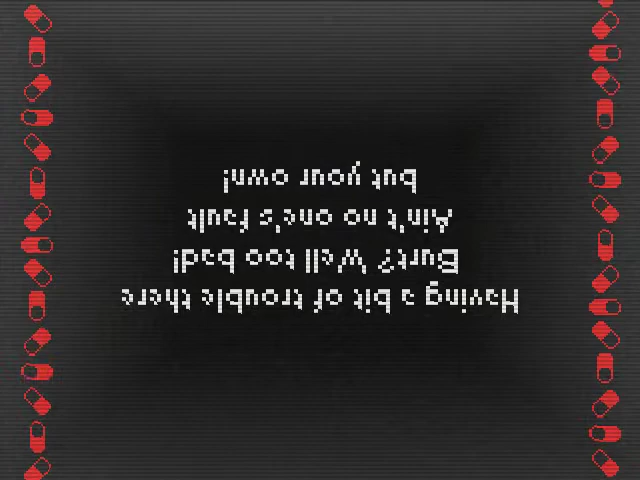 Having a bit of trouble there
Burt? Well too bad!
Ain't no one's fault
but your own!